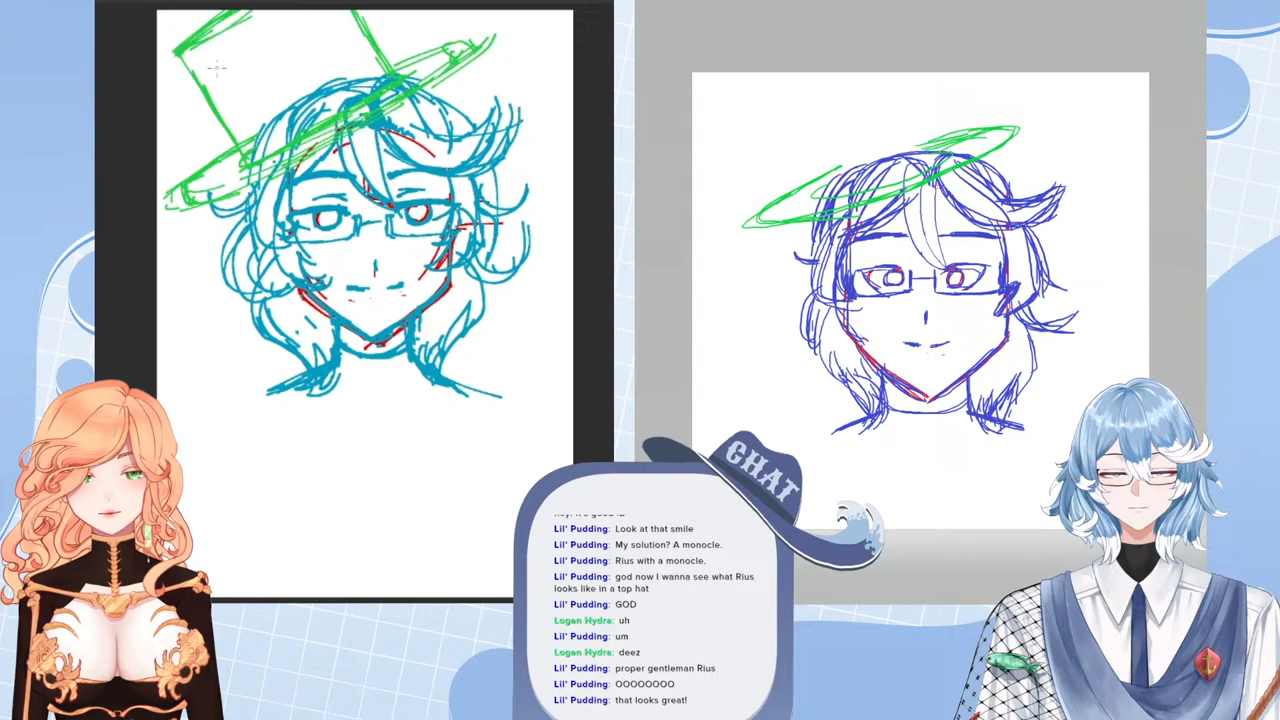 CHAT
Lil' Pudding: Look at that smile
Lil' Pudding: My solution? A monocle.
Lil' Pudding: Rius with a monocle.
Lil' Pudding: god now I wanna see what Rius
looks like in a top hat
Lil' Pudding: GOD
Logan Hydra: uh
Lil' Pudding: um
Logan Hydra: deez
Lil' Pudding: proper gentleman Rius
Lil' Pudding: OOOOOOOO
Lil' Pudding: that looks great!